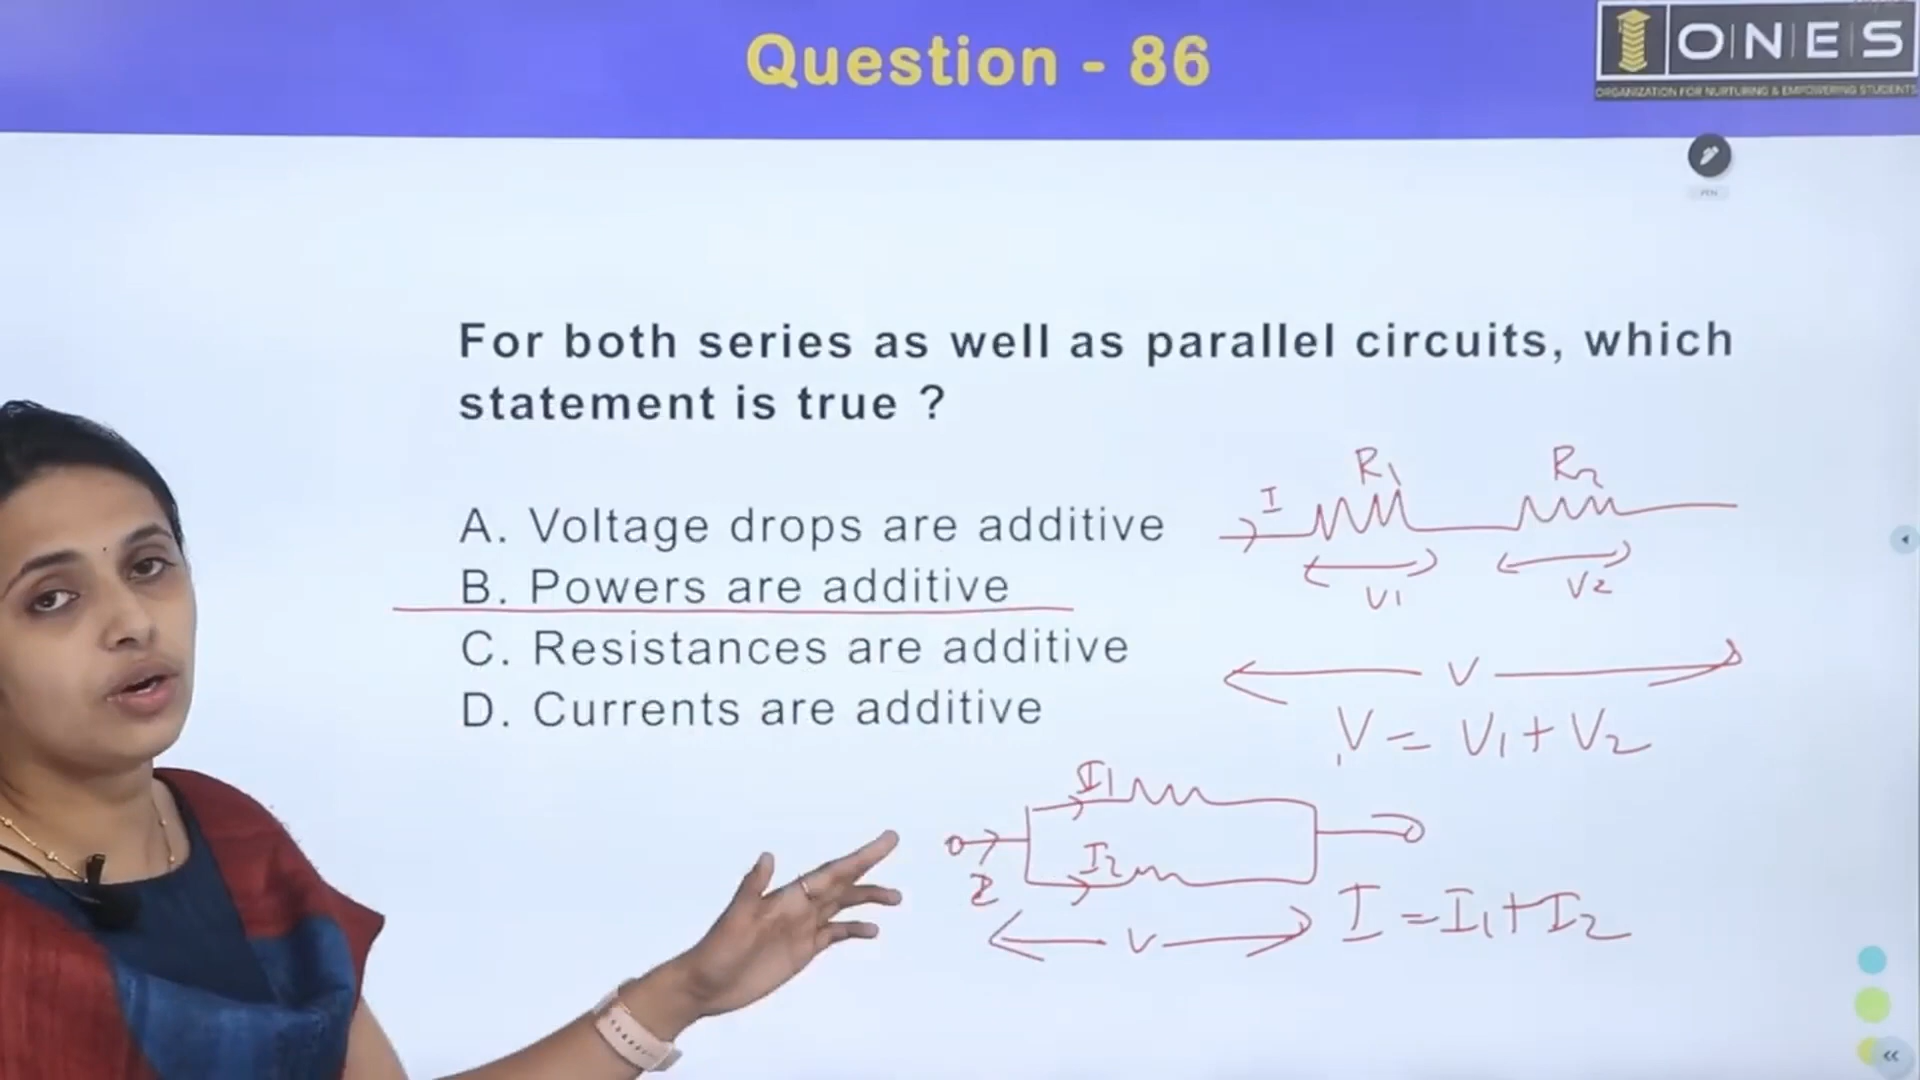 Question - 86
ONES
ORGANIZATION FOR NURTURING & EMPOWERING STUDENTS
PEN
For both series as well as parallel circuits, which
statement is true ?
A. Voltage drops are additive
B. Powers are additive
C. Resistances are additive
D. Currents are additive
I R1 R2
V1 V2
V
V = V1 + V2
I1
I2
V
I = I1 + I2